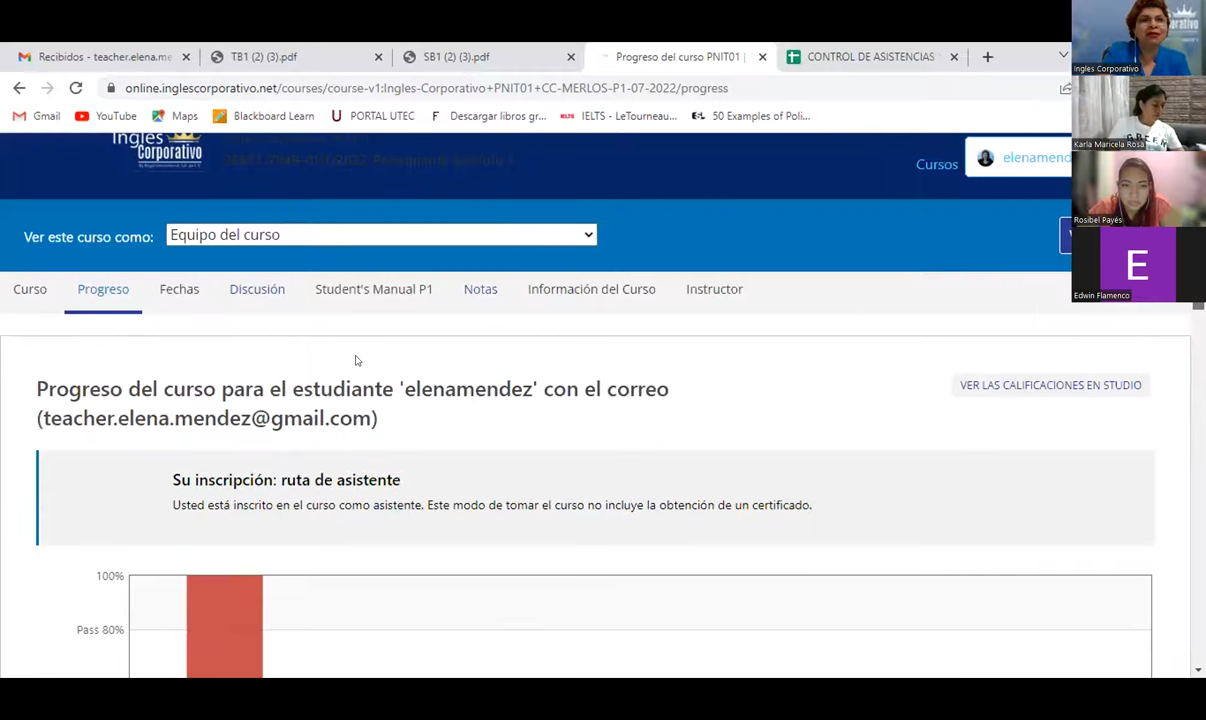 Recibidos - teacher.elena.me
TB1 (2) (3).pdf
SB1 (2) (3).pdf
Progreso del curso PNIT01 |
CONTROL DE ASISTENCIAS
online.inglescorporativo.net/courses/course-v1:Ingles-Corporativo+PNIT01+CC-MERLOS-P1-07-2022/progress
Gmail
YouTube
Maps
Blackboard Learn
PORTAL UTEC
Descargar libros gr...
IELTS - LeTourneau...
50 Examples of Pol...
Ingles
Corporativo
Cursos
elenamend
Ver este curso como:
Equipo del curso
Curso
Progreso
Fechas
Discusión
Student's Manual P1
Notas
Información del Curso
Instructor
Progreso del curso para el estudiante 'elenamendez' con el correo
(teacher.elena.mendez@gmail.com)
VER LAS CALIFICACIONES EN STUDIO
Su inscripción: ruta de asistente
Usted está inscrito en el curso como asistente. Este modo de tomar el curso no incluye la obtención de un certificado.
100%
Pass 80%
Ingles Corporativo
Karla Maricela Rosa
Rosibel Payés
E
Edwin Flamenco